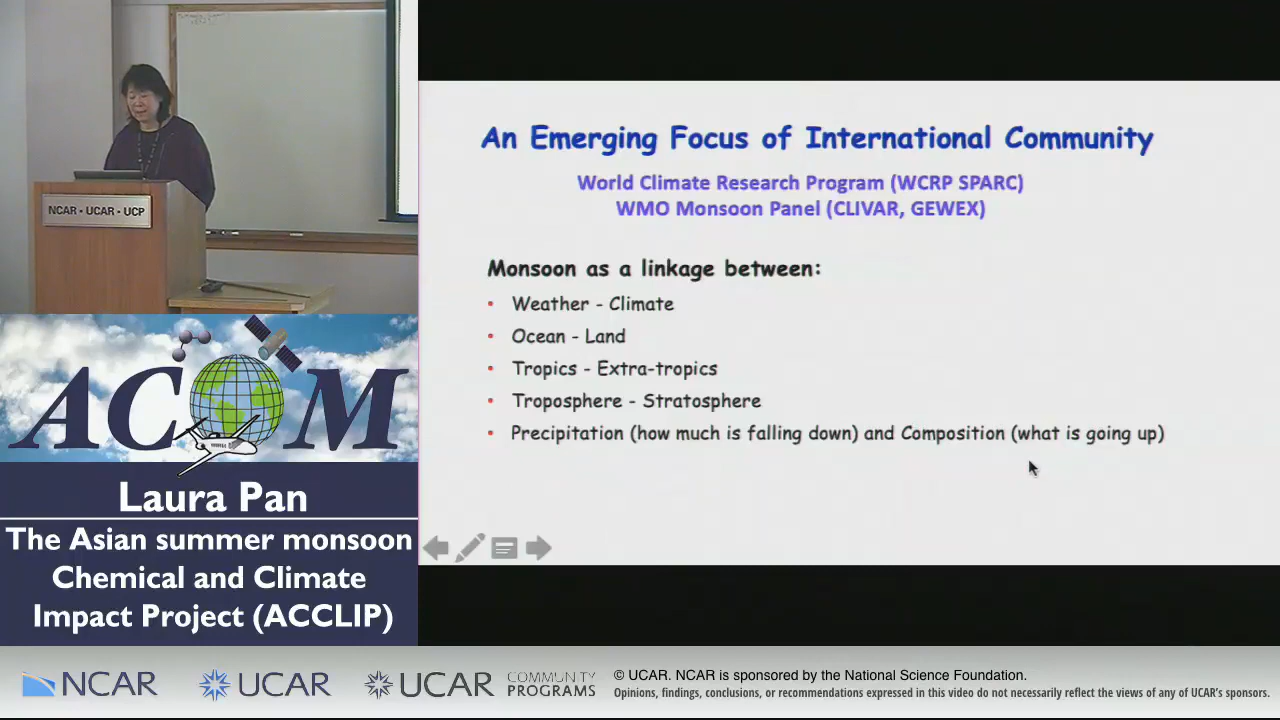 NCAR • UCAR • UCP
ACOM
Laura Pan
The Asian summer monsoon
Chemical and Climate
Impact Project (ACCLIP)
An Emerging Focus of International Community
World Climate Research Program (WCRP SPARC)
WMO Monsoon Panel (CLIVAR, GEWEX)
Monsoon as a linkage between:
• Weather - Climate
• Ocean - Land
• Tropics - Extra-tropics
• Troposphere - Stratosphere
• Precipitation (how much is falling down) and Composition (what is going up)
NCAR
UCAR
UCAR
COMMUNITY
PROGRAMS
© UCAR. NCAR is sponsored by the National Science Foundation.
Opinions, findings, conclusions, or recommendations expressed in this video do not necessarily reflect the views of any of UCAR's sponsors.